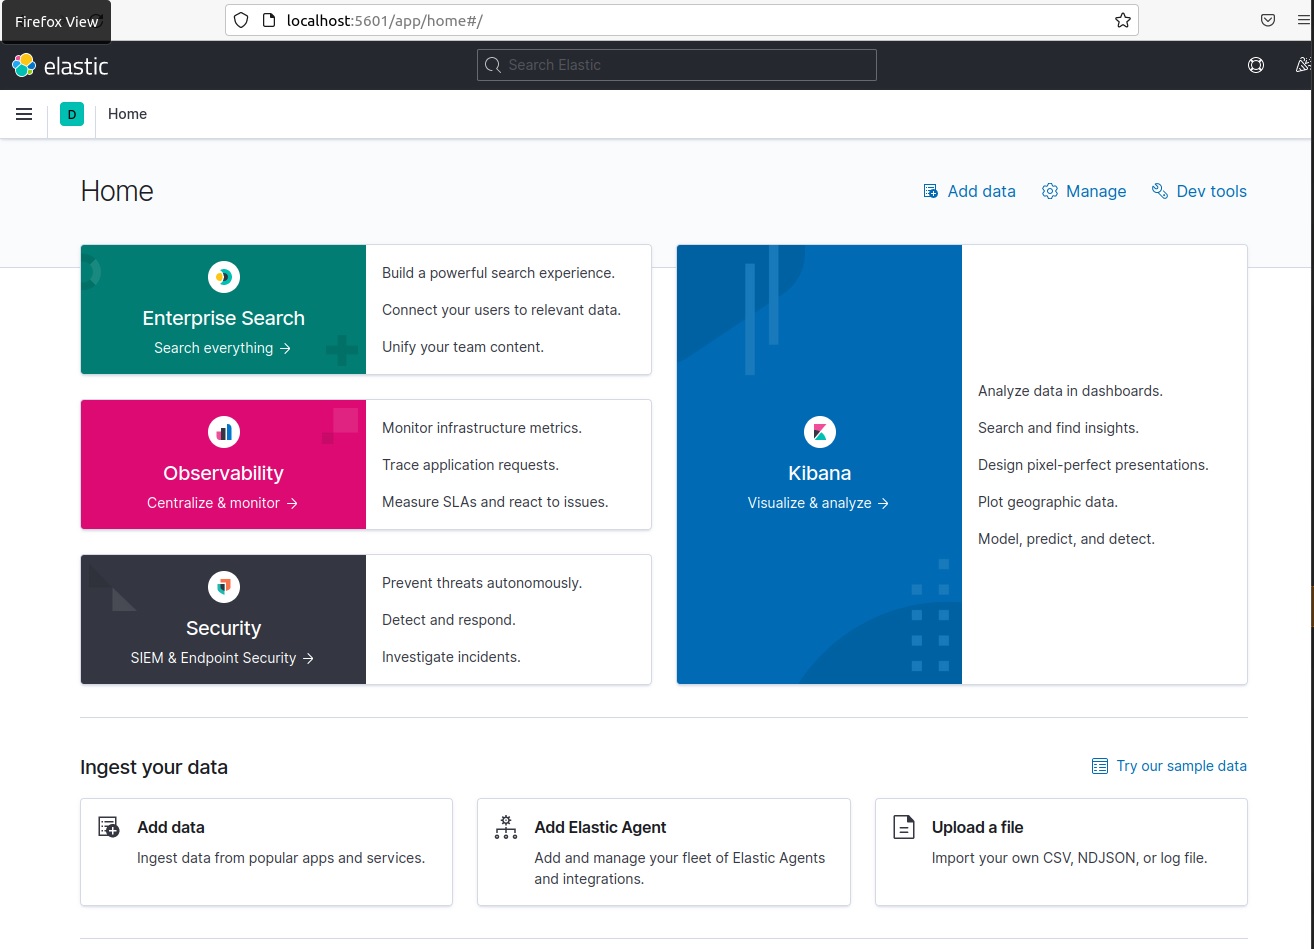 Firefox View
localhost:5601/app/home#/
elastic
Search Elastic
D
Home
Home
Add data
Manage
Dev tools
Enterprise Search
Search everything →
Build a powerful search experience.
Connect your users to relevant data.
Unify your team content.
Observability
Centralize & monitor →
Monitor infrastructure metrics.
Trace application requests.
Measure SLAs and react to issues.
Security
SIEM & Endpoint Security →
Prevent threats autonomously.
Detect and respond.
Investigate incidents.
Kibana
Visualize & analyze →
Analyze data in dashboards.
Search and find insights.
Design pixel-perfect presentations.
Plot geographic data.
Model, predict, and detect.
Ingest your data
Try our sample data
Add data
Ingest data from popular apps and services.
Add Elastic Agent
Add and manage your fleet of Elastic Agents
and integrations.
Upload a file
Import your own CSV, NDJSON, or log file.